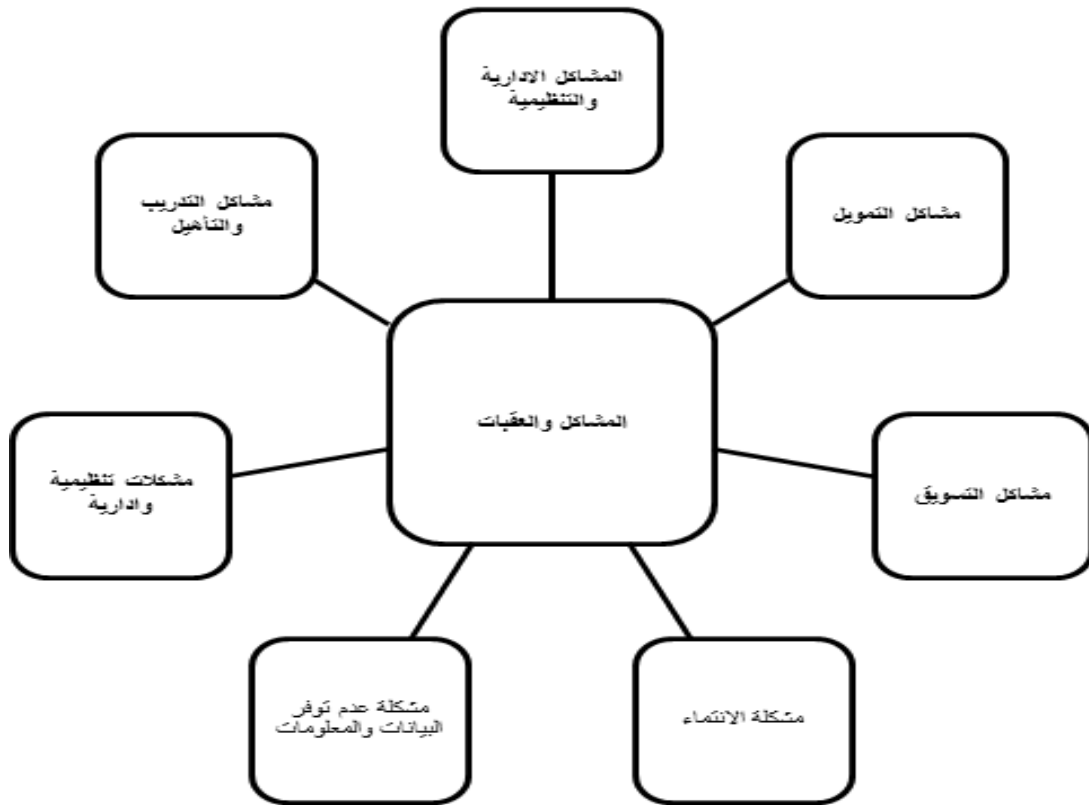 المشاكل الادارية
والتنظيمية
مشاكل التمويل
مشاكل التسويق
مشكلة الانتماء
مشكلة عدم توفر
البيانات والمعلومات
مشكلات تنظيمية
وادارية
مشاكل التدريب
والتأهيل
المشاكل والعقبات